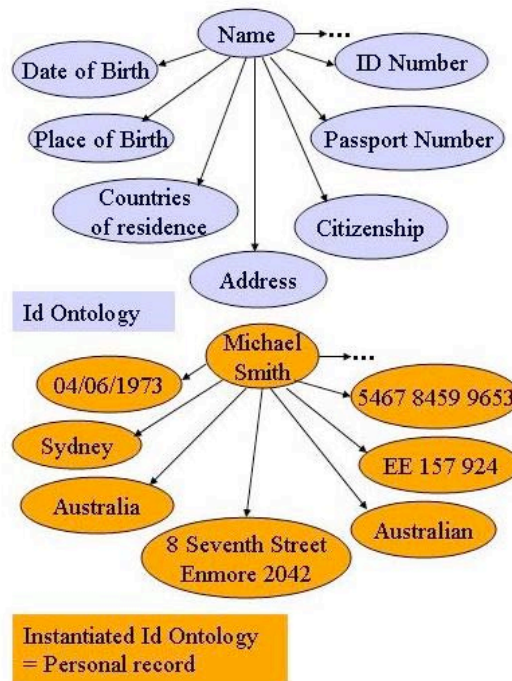 Name
...
Date of Birth
ID Number
Place of Birth
Passport Number
Countries
of residence
Citizenship
Address
Id Ontology
Michael
Smith
...
04/06/1973
5467 8459 9653
Sydney
EE 157 924
Australia
Australian
8 Seventh Street
Enmore 2042
Instantiated Id Ontology
= Personal record